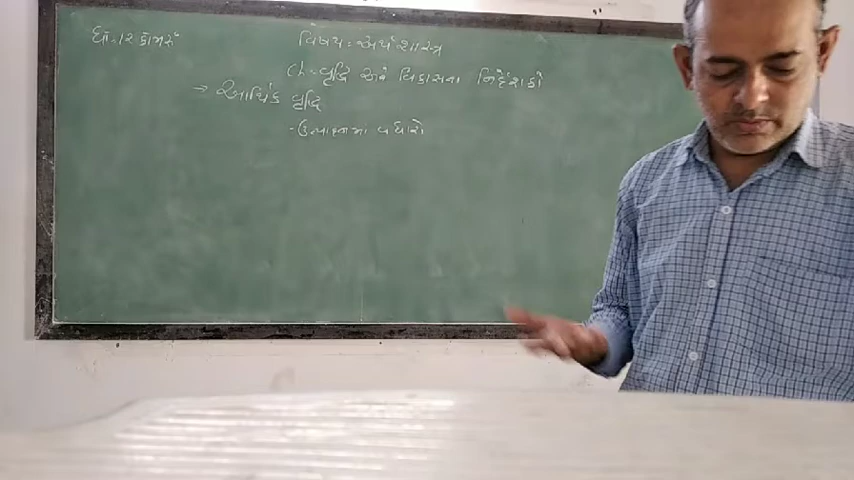 ધો-૧૨ કોમર્સ
વિષય = અર્થશાસ્ત્ર
ch = વૃદ્ધિ અને વિકાસના નિર્દેશકો
→ આર્થિક વૃદ્ધિ
- ઉત્પાદનમાં વધારો